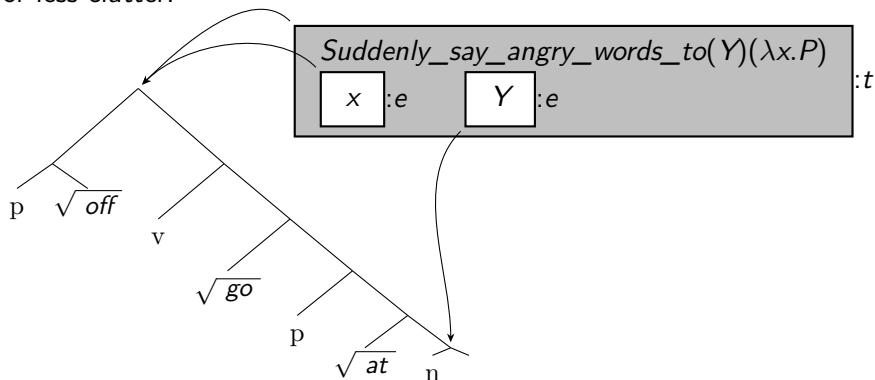 or less clutter.
Suddenly_say_angry_words_to(Y)(λx.P)
x :e Y :e
:t
p √off
v
√go
p
√at
n